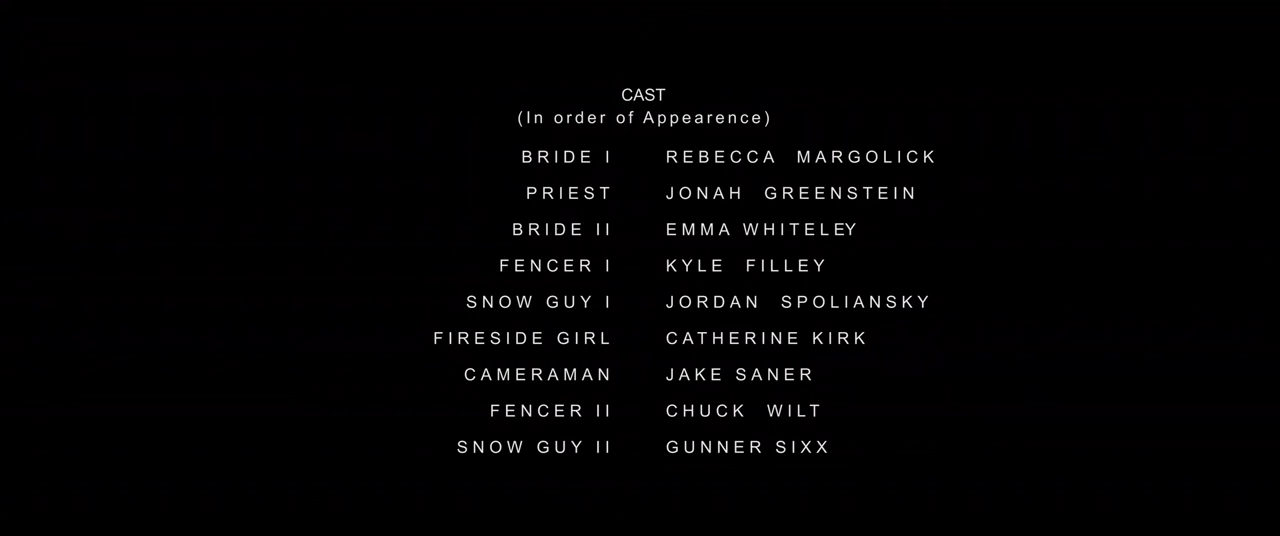 CAST
(In order of Appearence)
BRIDE I REBECCA MARGOLICK
PRIEST JONAH GREENSTEIN
BRIDE II EMMA WHITELEY
FENCER I KYLE FILLEY
SNOW GUY I JORDAN SPOLIANSKY
FIRESIDE GIRL CATHERINE KIRK
CAMERAMAN JAKE SANER
FENCER II CHUCK WILT
SNOW GUY II GUNNER SIXX